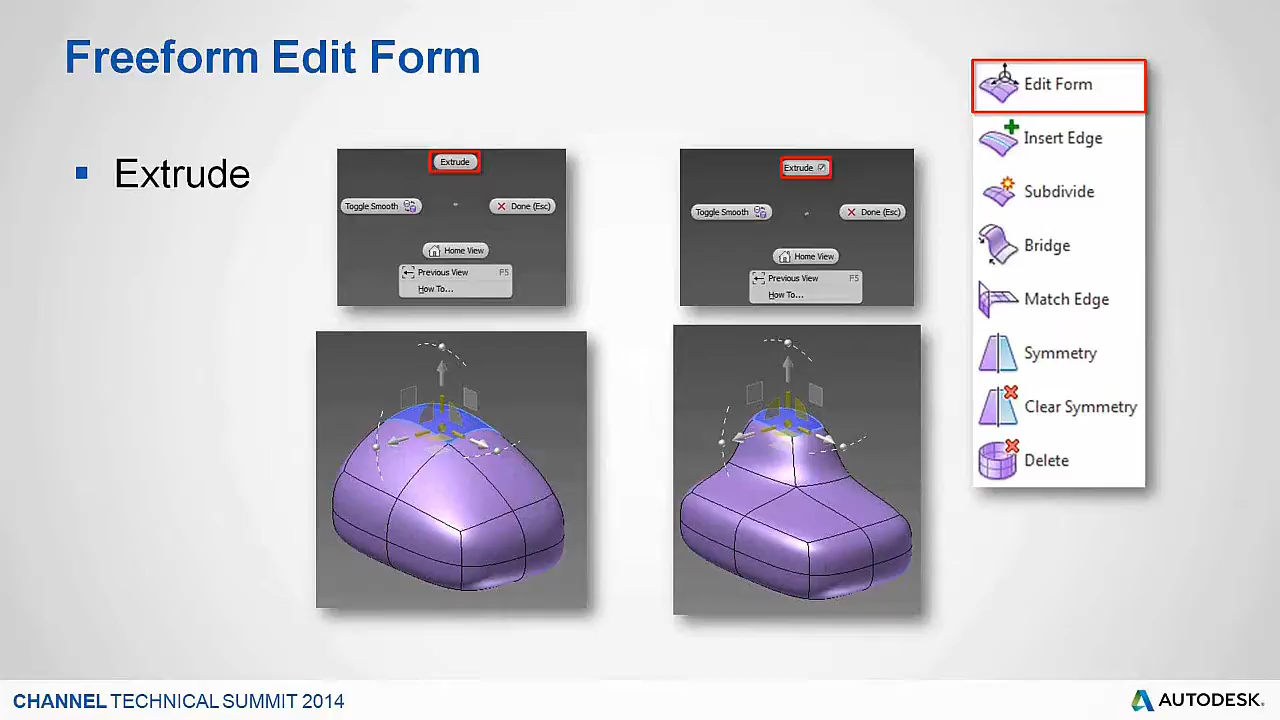 Freeform Edit Form
Extrude
Extrude
Toggle Smooth
Done (Esc)
Home View
Previous View F5
How To...
Extrude
Toggle Smooth
Done (Esc)
Home View
Previous View F5
How To...
Edit Form
Insert Edge
Subdivide
Bridge
Match Edge
Symmetry
Clear Symmetry
Delete
CHANNEL TECHNICAL SUMMIT 2014
AUTODESK.